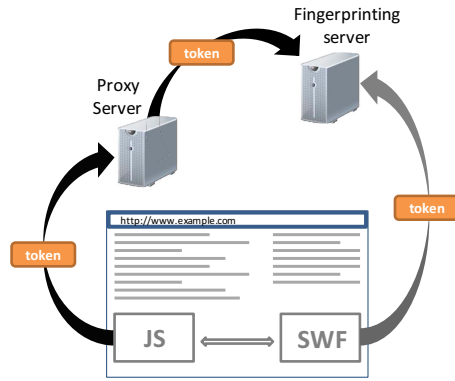 Fingerprinting
server
token
Proxy
Server
token
token
http://www.example.com
JS
SWF